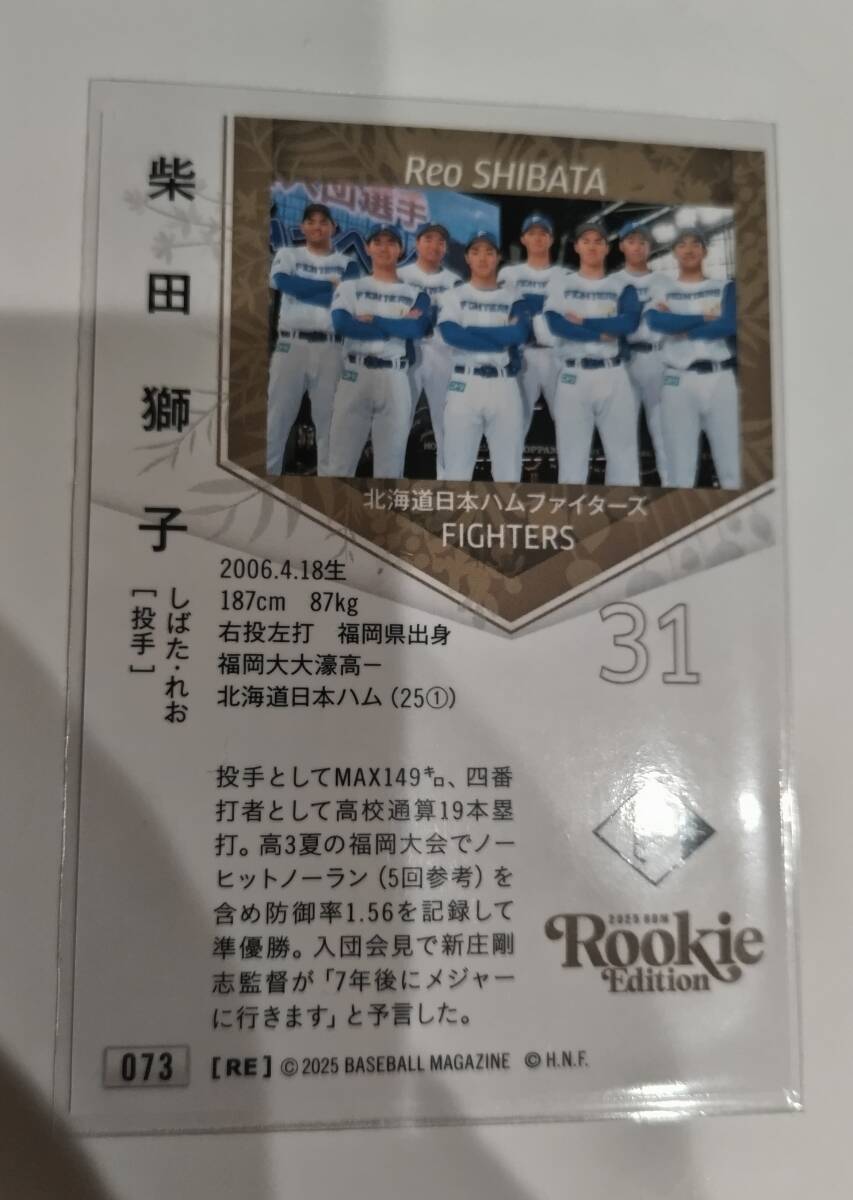 柴田獅子
しばた・れお
[投手]
Reo SHIBATA
入団選手
FIGHTERS
FIGHTERS
FIGHTERS
北海道日本ハムファイターズ
FIGHTERS
2006.4.18生
187cm 87kg
右投左打 福岡県出身
福岡大大濠高ー
北海道日本ハム(25①)
31
投手としてMAX149㌔、四番
打者として高校通算19本塁
打。高3夏の福岡大会でノー
ヒットノーラン(5回参考)を
含め防御率1.56を記録して
準優勝。入団会見で新庄剛
志監督が「7年後にメジャー
に行きます」と予言した。
2025 BBM
Rookie
Edition
073
[RE] ©2025 BASEBALL MAGAZINE © H.N.F.